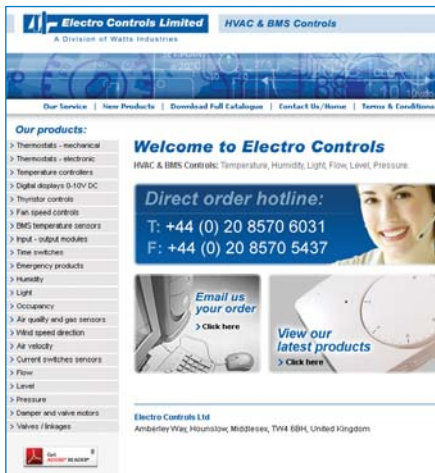 Electro Controls Limited
HVAC & BMS Controls
A Division of Watts Industries
Our Service | New Products | Download Full Catalogue | Contact Us/Home | Terms & Conditions
Our products:
> Thermostats - mechanical
> Thermostats - electronic
> Temperature controllers
> Digital displays 0-10V DC
> Thyristor controls
> Fan speed controls
> BMS temperature sensors
> Input - output modules
> Time switches
> Emergency products
> Humidity
> Light
> Occupancy
> Air quality and gas sensors
> Wind speed direction
> Air velocity
> Current switches sensors
> Flow
> Level
> Pressure
> Damper and valve motors
> Valves / linkages
Get
ADOBE® READER®
Welcome to Electro Controls
HVAC & BMS Controls: Temperature, Humidity, Light, Flow, Level, Pressure.
Direct order hotline:
T: +44 (0) 20 8570 6031
F: +44 (0) 20 8570 5437
Email us
your order
> Click here
View our
latest products
> Click here
Electro Controls Ltd
Amberley Way, Hounslow, Middlesex, TW4 6BH, United Kingdom